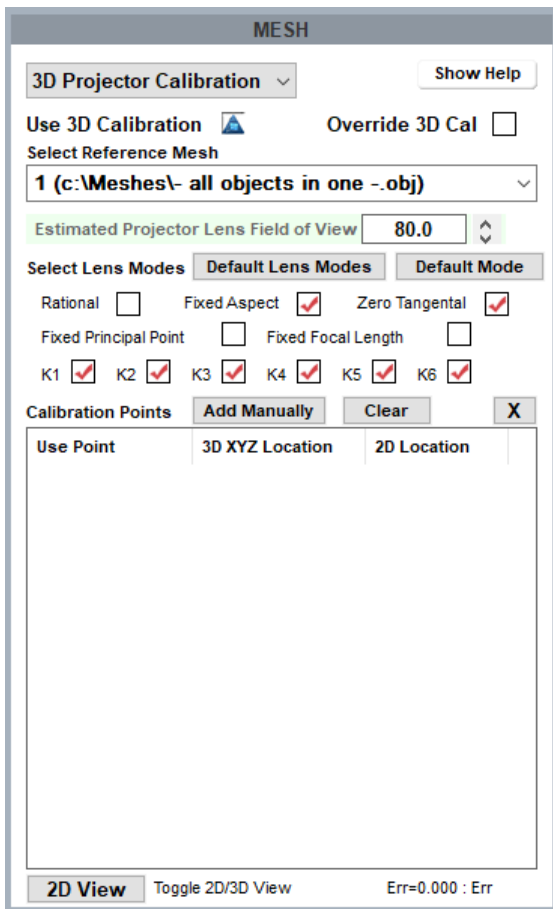 MESH
3D Projector Calibration
Show Help
Use 3D Calibration Override 3D Cal
Select Reference Mesh
1 (c:\Meshes\- all objects in one -.obj)
Estimated Projector Lens Field of View 80.0
Select Lens Modes Default Lens Modes Default Mode
Rational Fixed Aspect Zero Tangental
Fixed Principal Point Fixed Focal Length
K1 K2 K3 K4 K5 K6
Calibration Points Add Manually Clear X
Use Point 3D XYZ Location 2D Location
2D View Toggle 2D/3D View Err=0.000 : Err